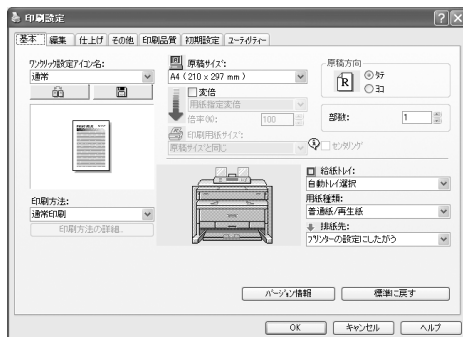 印刷設定
基本 編集 仕上げ その他 印刷品質 初期設定 ユーティリティー
ワンクリック設定アイコン名:
通常
印刷方法:
通常印刷
印刷方法の詳細...
原稿サイズ:
A4 (210 x 297 mm)
変倍
用紙指定変倍
倍率(%): 100
印刷用紙サイズ:
原稿サイズと同じ
原稿方向
R
タテ
ヨコ
部数: 1
センタリング
給紙トレイ:
自動トレイ選択
用紙種類:
普通紙/再生紙
排紙先:
プリンターの設定にしたがう
バージョン情報 標準に戻す
OK キャンセル ヘルプ